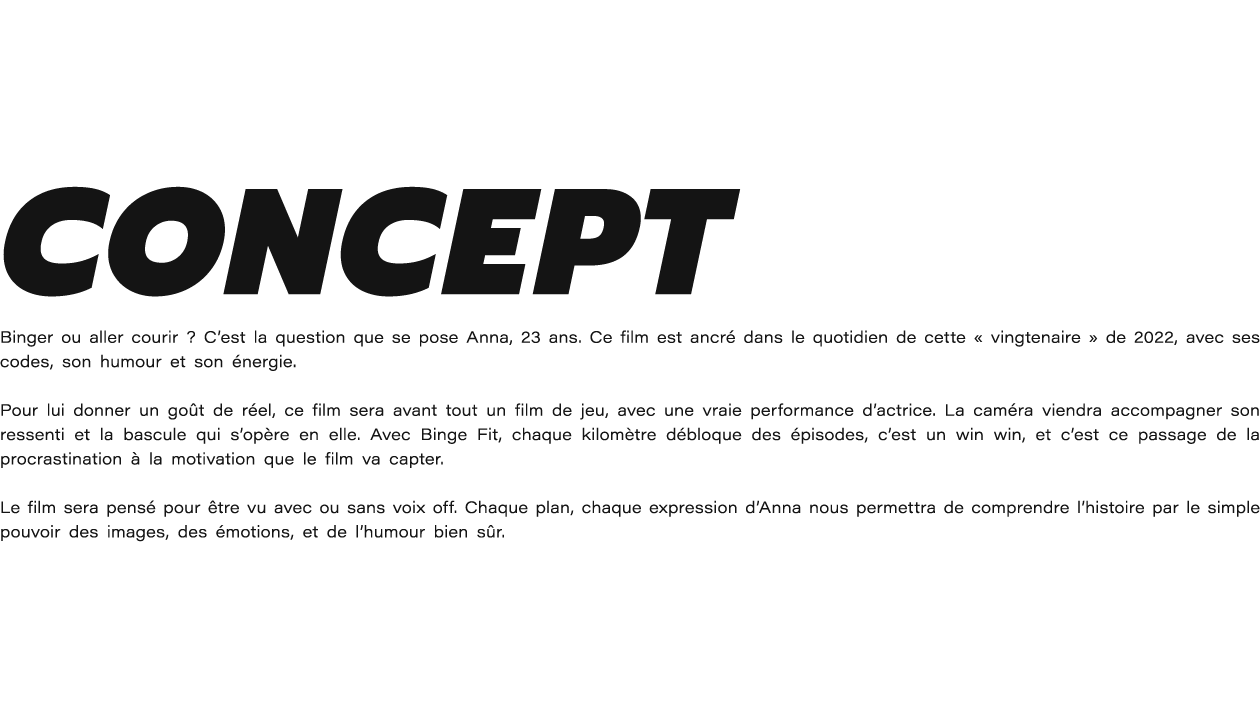 CONCEPT
Binger ou aller courir ? C'est la question que se pose Anna, 23 ans. Ce film est ancré dans le quotidien de cette « vingtenaire » de 2022, avec ses
codes, son humour et son énergie.
Pour lui donner un goût de réel, ce film sera avant tout un film de jeu, avec une vraie performance d'actrice. La caméra viendra accompagner son
ressenti et la bascule qui s'opère en elle. Avec Binge Fit, chaque kilomètre débloque des épisodes, c'est un win win, et c'est ce passage de la
procrastination à la motivation que le film va capter.
Le film sera pensé pour être vu avec ou sans voix off. Chaque plan, chaque expression d'Anna nous permettra de comprendre l'histoire par le simple
pouvoir des images, des émotions, et de l'humour bien sûr.